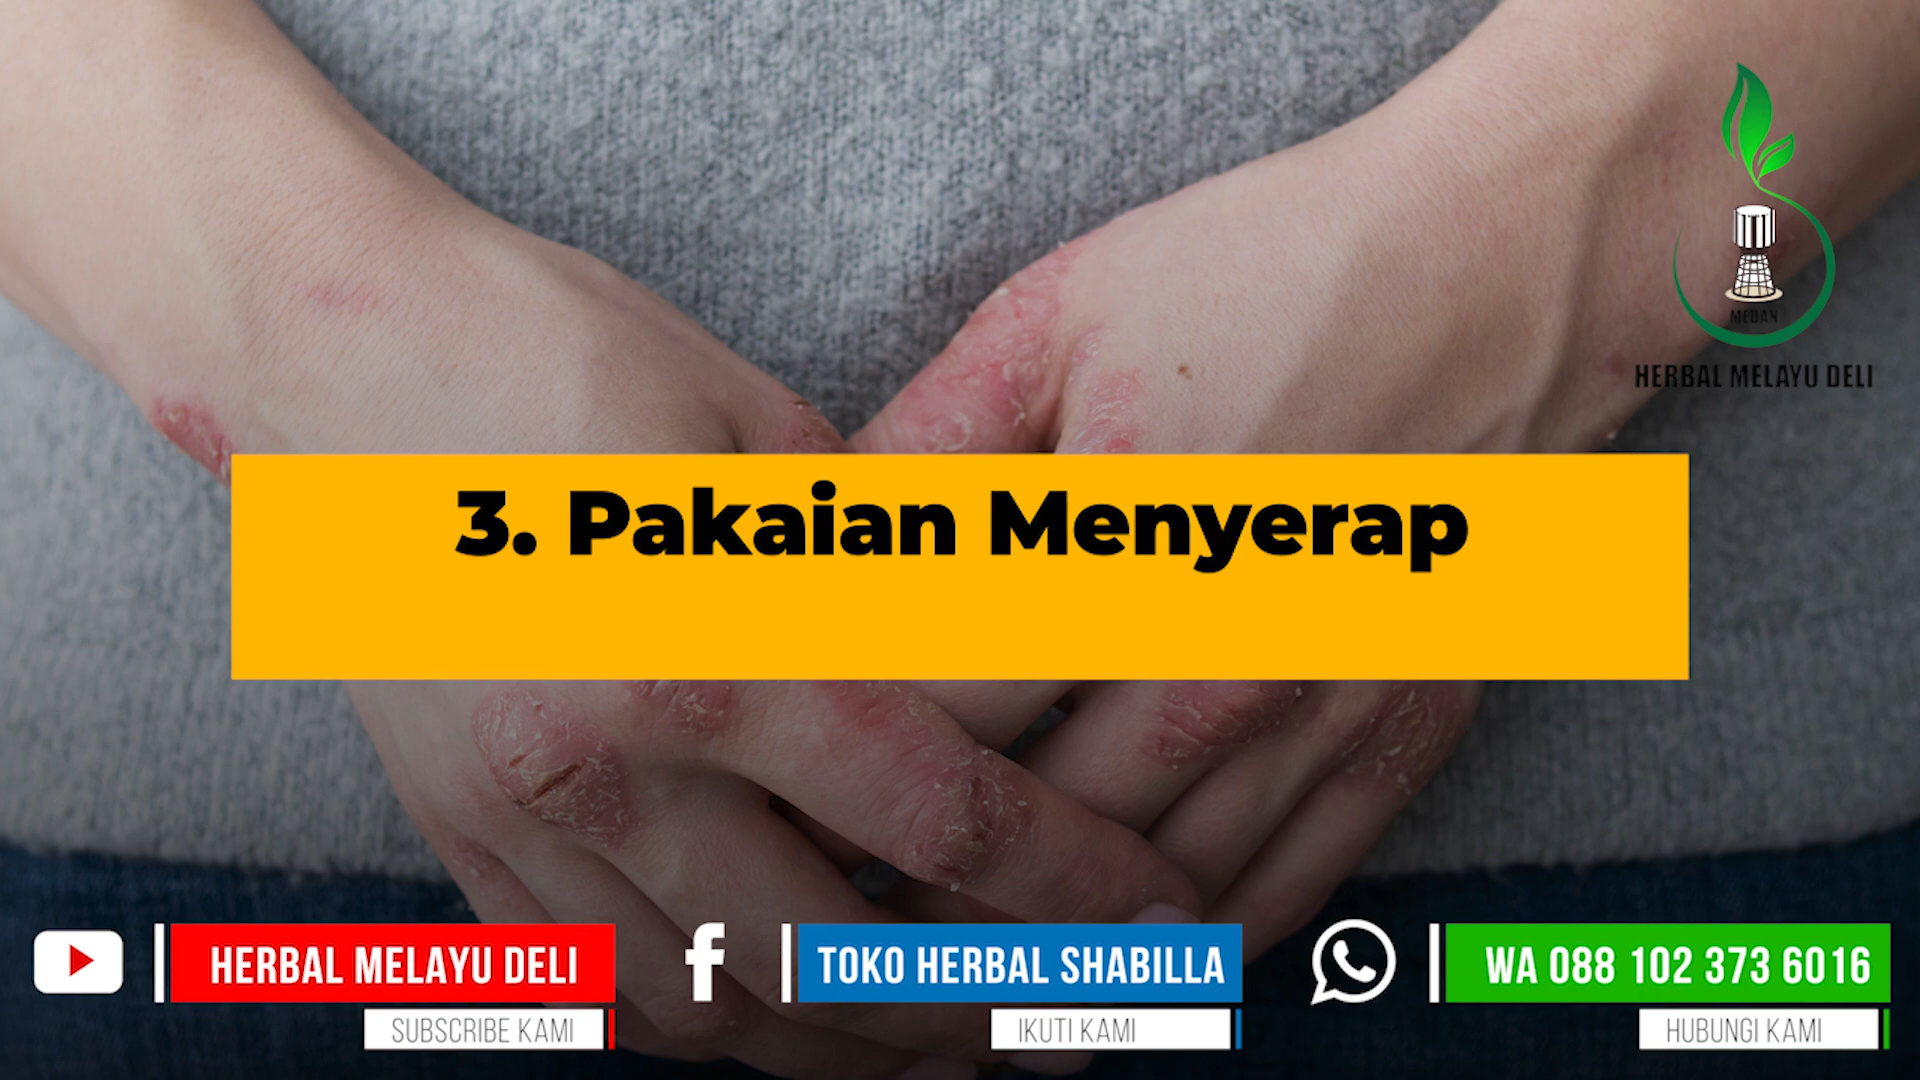 MEDAN
HERBAL MELAYU DELI
3. Pakaian Menyerap
HERBAL MELAYU DELI
SUBSCRIBE KAMI
TOKO HERBAL SHABILLA
IKUTI KAMI
WA 088 102 373 6016
HUBUNGI KAMI